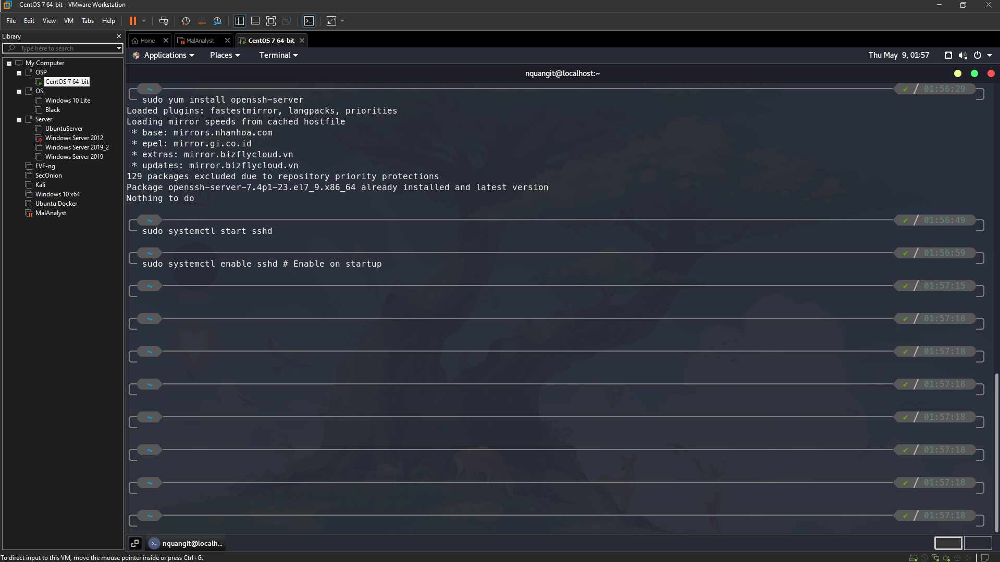 CentOS 7 64-bit - VMware Workstation
File Edit View VM Tabs Help
Library
Type here to search
My Computer
OSP
CentOS 7 64-bit
OS
Windows 10 Lite
Black
Server
UbuntuServer
Windows Server 2012
Windows Server 2019_2
Windows Server 2019
EVE-ng
SecOnion
Kali
Windows 10 x64
Ubuntu Docker
MalAnalyst
Home MalAnalyst CentOS 7 64-bit
Applications Places Terminal Thu May 9, 01:57
nquangit@localhost:~
~ ✔ / 01:56:29
sudo yum install openssh-server
Loaded plugins: fastestmirror, langpacks, priorities
Loading mirror speeds from cached hostfile
* base: mirrors.nhanhoa.com
* epel: mirror.gi.co.id
* extras: mirror.bizflycloud.vn
* updates: mirror.bizflycloud.vn
129 packages excluded due to repository priority protections
Package openssh-server-7.4p1-23.el7_9.x86_64 already installed and latest version
Nothing to do
~ ✔ / 01:56:49
sudo systemctl start sshd
~ ✔ / 01:56:59
sudo systemctl enable sshd # Enable on startup
~ ✔ / 01:57:15
~ ✔ / 01:57:18
~ ✔ / 01:57:18
~ ✔ / 01:57:18
~ ✔ / 01:57:18
~ ✔ / 01:57:18
~ ✔ / 01:57:18
~ ✔ / 01:57:18
nquangit@localh...
To direct input to this VM, move the mouse pointer inside or press Ctrl+G.